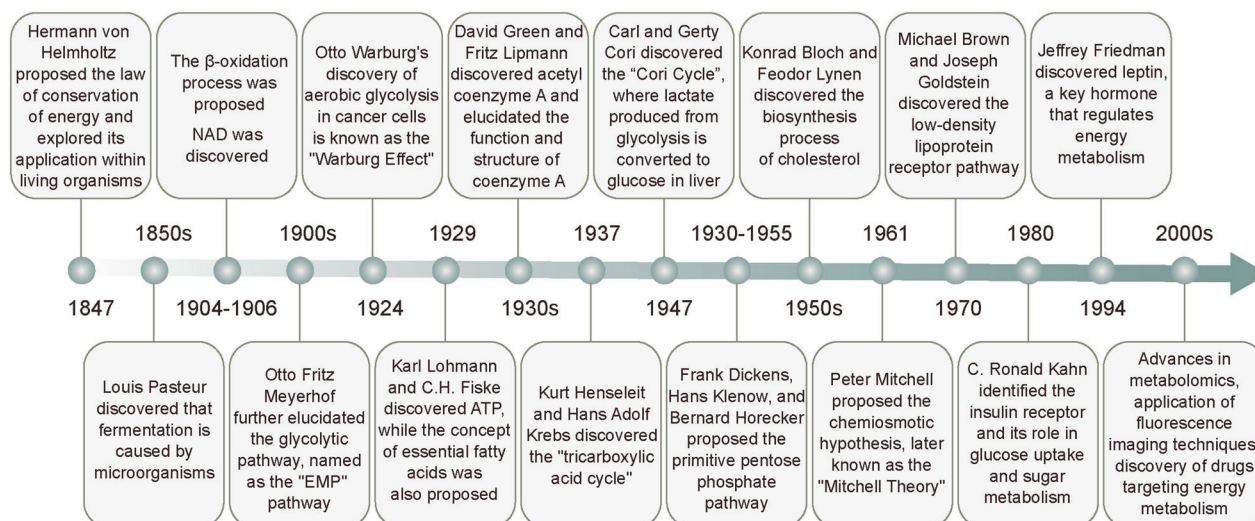 Hermann von
Helmholtz
proposed the law
of conservation
of energy and
explored its
application within
living organisms
The β-oxidation
process was
proposed
NAD was
discovered
Otto Warburg's
discovery of
aerobic glycolysis
in cancer cells
is known as the
"Warburg Effect"
David Green and
Fritz Lipmann
discovered acetyl
coenzyme A and
elucidated the
function and
structure of
coenzyme A
Carl and Gerty
Cori discovered
the “Cori Cycle”,
where lactate
produced from
glycolysis is
converted to
glucose in liver
Konrad Bloch and
Feodor Lynen
discovered the
biosynthesis
process
of cholesterol
Michael Brown
and Joseph
Goldstein
discovered the
low-density
lipoprotein
receptor pathway
Jeffrey Friedman
discovered leptin,
a key hormone
that regulates
energy
metabolism
1850s
1900s
1929
1937
1930-1955
1961
1980
2000s
1847
1904-1906
1924
1930s
1947
1950s
1970
1994
Louis Pasteur
discovered that
fermentation is
caused by
microorganisms
Otto Fritz
Meyerhof
further elucidated
the glycolytic
pathway, named
as the "EMP"
pathway
Karl Lohmann
and C.H. Fiske
discovered ATP,
while the concept
of essential fatty
acids was
also proposed
Kurt Henseleit
and Hans Adolf
Krebs discovered
the "tricarboxylic
acid cycle"
Frank Dickens,
Hans Klenow, and
Bernard Horecker
proposed the
primitive pentose
phosphate
pathway
Peter Mitchell
proposed the
chemiosmotic
hypothesis, later
known as the
"Mitchell Theory"
C. Ronald Kahn
identified the
insulin receptor
and its role in
glucose uptake
and sugar
metabolism
Advances in
metabolomics,
application of
fluorescence
imaging techniques,
discovery of drugs
targeting energy
metabolism